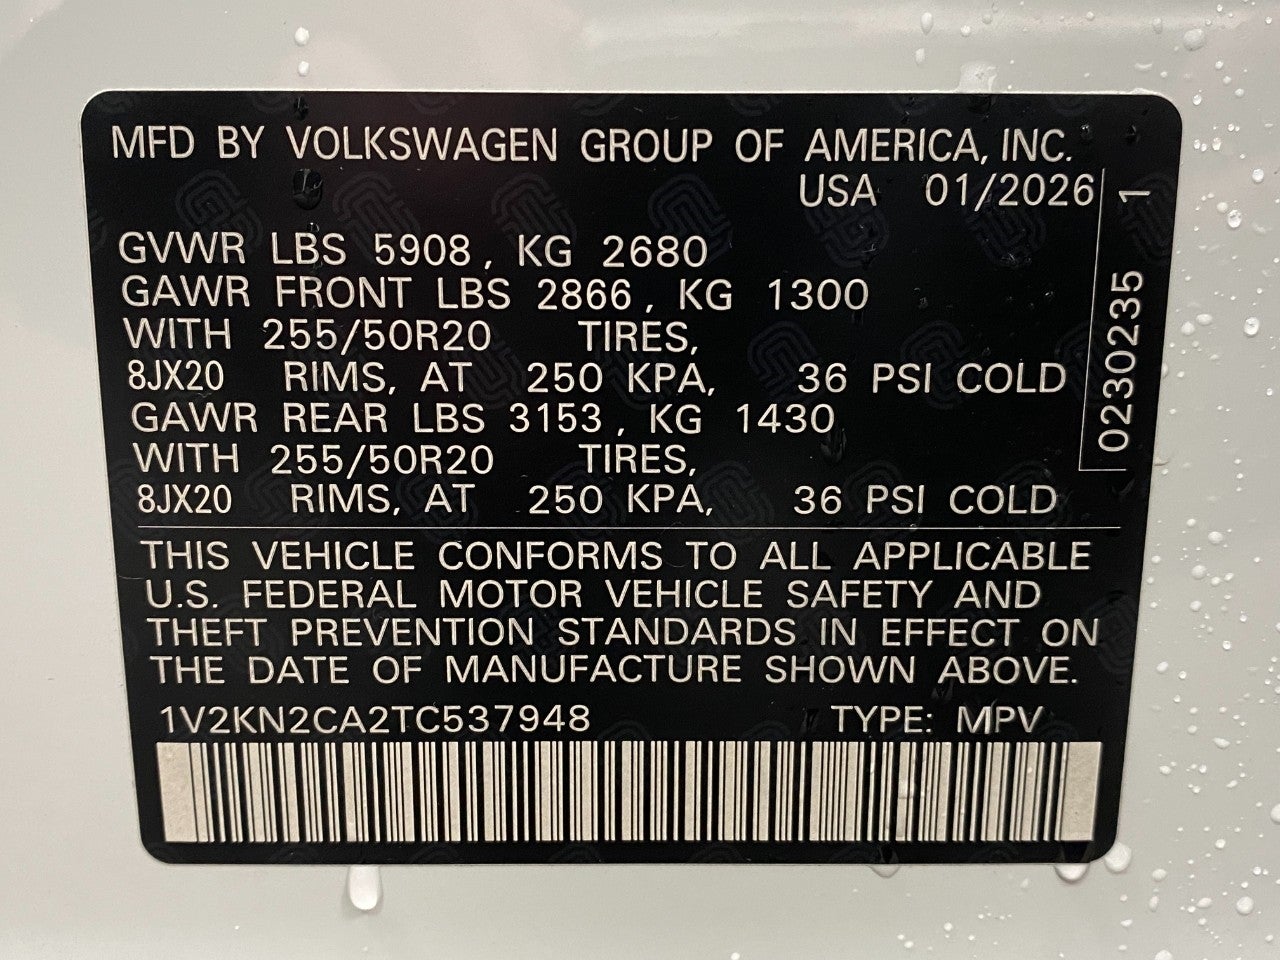 MFD BY VOLKSWAGEN GROUP OF AMERICA, INC.
USA 01/2026
GVWR LBS 5908, KG 2680
GAWR FRONT LBS 2866, KG 1300
WITH 255/50R20 TIRES,
8JX20 RIMS, AT 250 KPA, 36 PSI COLD
GAWR REAR LBS 3153, KG 1430
WITH 255/50R20 TIRES,
8JX20 RIMS, AT 250 KPA, 36 PSI COLD
0230235 1
THIS VEHICLE CONFORMS TO ALL APPLICABLE
U.S. FEDERAL MOTOR VEHICLE SAFETY AND
THEFT PREVENTION STANDARDS IN EFFECT ON
THE DATE OF MANUFACTURE SHOWN ABOVE.
1V2KN2CA2TC537948 TYPE: MPV